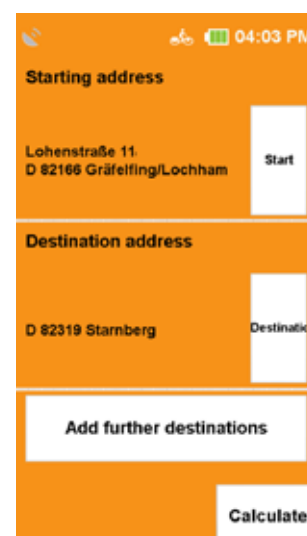 04:03 PM
Starting address
Lohenstraße 11
D 82166 Gräfelfing/Lochham
Start
Destination address
D 82319 Starnberg
Destinatio
Add further destinations
Calculate